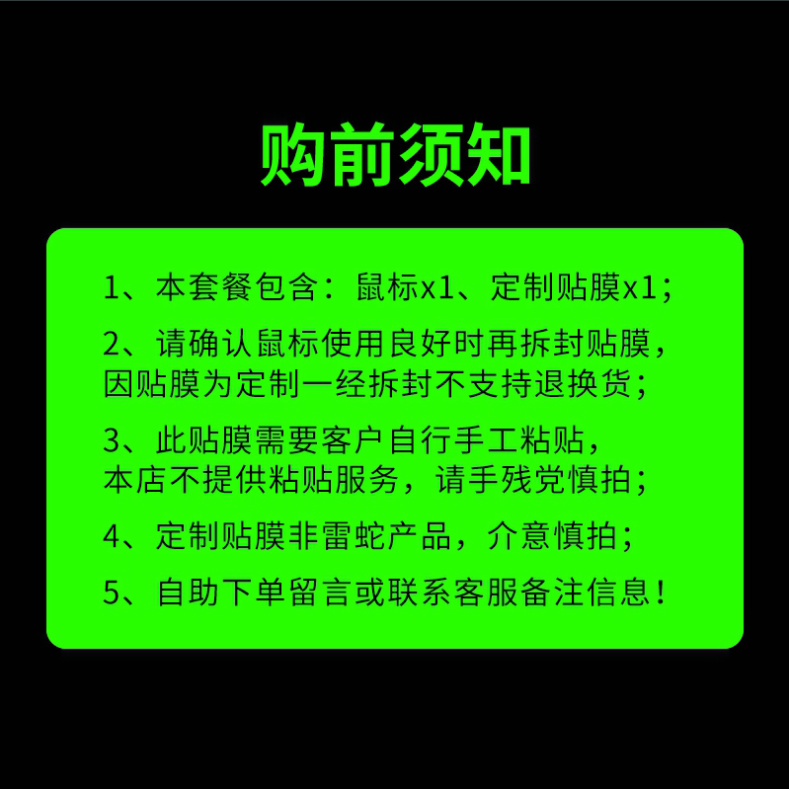 购前须知
1、本套餐包含：鼠标x1、定制贴膜x1；
2、请确认鼠标使用良好时再拆封贴膜，
因贴膜为定制一经拆封不支持退换货；
3、此贴膜需要客户自行手工粘贴，
本店不提供粘贴服务，请手残党慎拍；
4、定制贴膜非雷蛇产品，介意慎拍；
5、自助下单留言或联系客服备注信息！